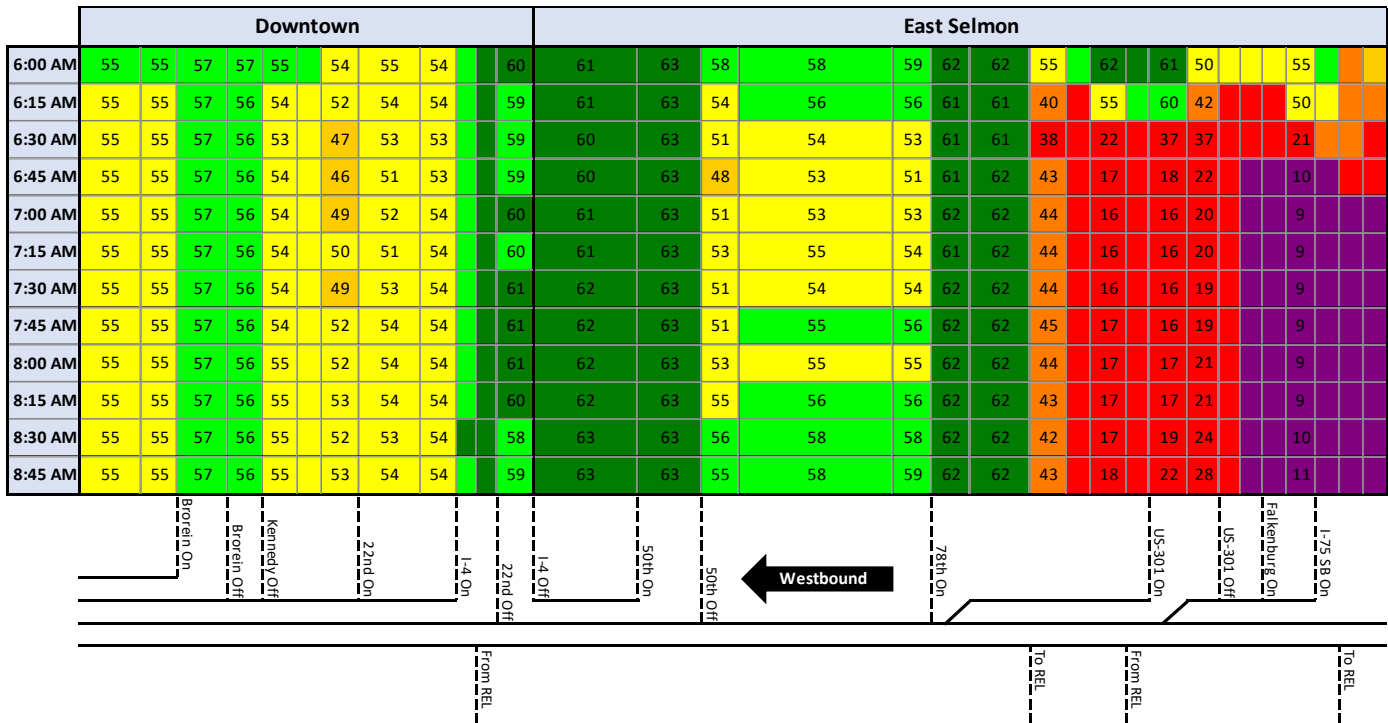 Downtown East Selmon
6:00 AM 55 55 57 57 55 54 55 54 60 61 63 58 58 59 62 62 55 62 61 50 55
6:15 AM 55 55 57 56 54 52 55 54 59 61 63 54 56 56 61 61 40 55 60 42 50
6:30 AM 55 55 57 56 53 47 53 53 59 60 63 51 54 53 61 61 38 22 37 37 21
6:45 AM 55 55 57 56 54 46 51 53 59 60 63 48 53 51 61 62 43 17 18 22 10
7:00 AM 55 55 57 56 54 49 52 54 60 61 63 51 53 53 62 62 44 16 16 20 9
7:15 AM 55 55 57 56 54 50 51 54 60 61 63 53 55 54 61 62 44 16 16 20 9
7:30 AM 55 55 57 56 54 49 53 54 61 62 63 51 54 54 62 62 44 16 16 19 9
7:45 AM 55 55 57 56 54 52 54 54 61 62 63 51 55 56 62 62 45 17 16 19 9
8:00 AM 55 55 57 56 55 52 54 54 61 62 63 53 55 55 62 62 44 17 17 21 9
8:15 AM 55 55 57 56 55 53 54 54 60 62 63 55 56 56 62 62 43 17 17 21 9
8:30 AM 55 55 57 56 55 52 53 54 58 63 63 56 58 58 62 62 42 17 19 24 10
8:45 AM 55 55 57 56 55 53 54 54 59 63 63 55 58 59 62 62 43 18 22 28 11
Brorein On
Brorein Off
Kennedy Off
22nd On
I-4 On
22nd Off
I-4 Off
50th On
50th Off
Westbound
78th On
US-301 On
US-301 Off
Falkenburg On
I-75 SB On
From REL
To REL
From REL
To REL